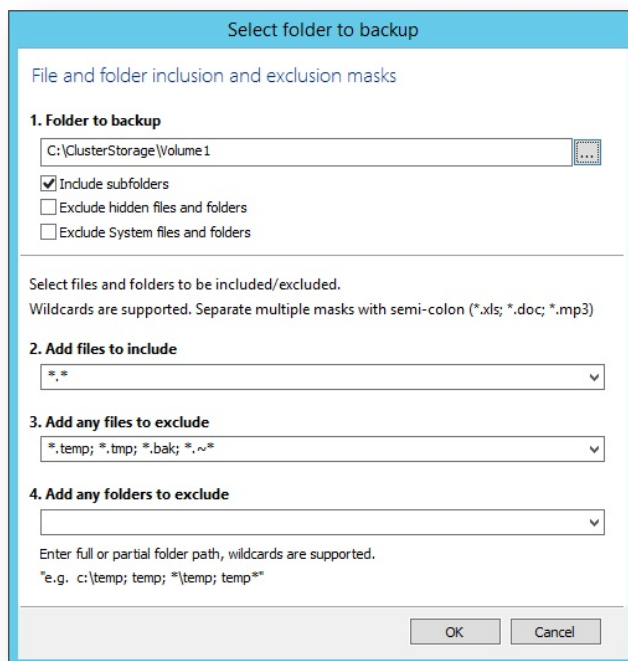 Select folder to backup
File and folder inclusion and exclusion masks
1. Folder to backup
C:\ClusterStorage\Volume1
...
Include subfolders
Exclude hidden files and folders
Exclude System files and folders
Select files and folders to be included/excluded.
Wildcards are supported. Separate multiple masks with semi-colon (*.xls; *.doc; *.mp3)
2. Add files to include
*.*
3. Add any files to exclude
*.temp; *.tmp; *.bak; *.~*
4. Add any folders to exclude
Enter full or partial folder path, wildcards are supported.
"e.g. c:\temp; temp; *\temp; temp*"
OK Cancel